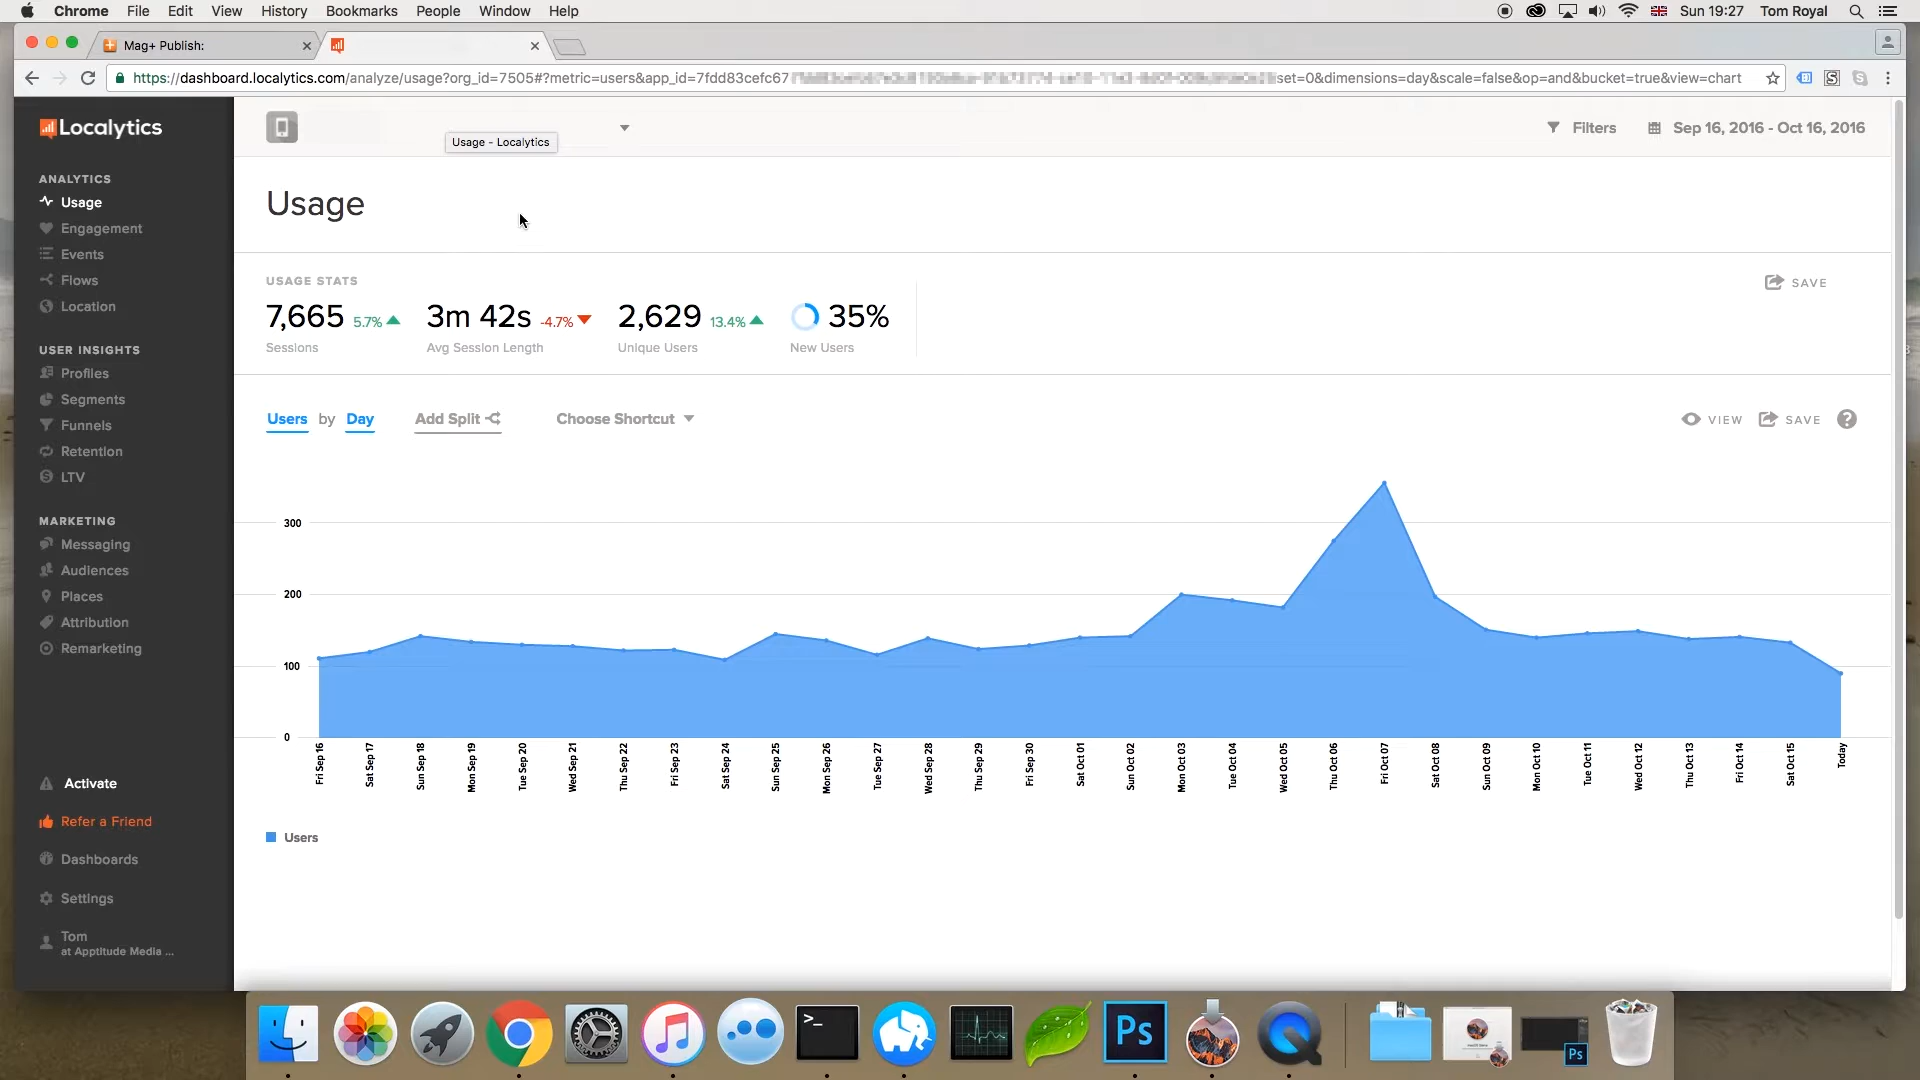 Chrome File Edit View History Bookmarks People Window Help Sun 19:27 Tom Royal
Mag+ Publish:
https://dashboard.localytics.com/analyze/usage?org_id=7505#?metric=users&app_id=7fdd83cefc67 set=0&dimensions=day&scale=false&op=and&bucket=true&view=chart
Localytics
Filters Sep 16, 2016 - Oct 16, 2016
Usage - Localytics
ANALYTICS
Usage
Engagement
Events
Flows
Location
USER INSIGHTS
Profiles
Segments
Funnels
Retention
LTV
MARKETING
Messaging
Audiences
Places
Attribution
Remarketing
Activate
Refer a Friend
Dashboards
Settings
Tom
at Apptitude Media ...
Usage
USAGE STATS
SAVE
7,665 5.7% 3m 42s -4.7% 2,629 13.4% 35%
Sessions Avg Session Length Unique Users New Users
Users by Day Add Split Choose Shortcut VIEW SAVE ?
300
200
100
0
Fri Sep 16
Sat Sep 17
Sun Sep 18
Mon Sep 19
Tue Sep 20
Wed Sep 21
Thu Sep 22
Fri Sep 23
Sat Sep 24
Sun Sep 25
Mon Sep 26
Tue Sep 27
Wed Sep 28
Thu Sep 29
Fri Sep 30
Sat Oct 01
Sun Oct 02
Mon Oct 03
Tue Oct 04
Wed Oct 05
Thu Oct 06
Fri Oct 07
Sat Oct 08
Sun Oct 09
Mon Oct 10
Tue Oct 11
Wed Oct 12
Thu Oct 13
Fri Oct 14
Sat Oct 15
Today
Users
>_
Ps
Ps